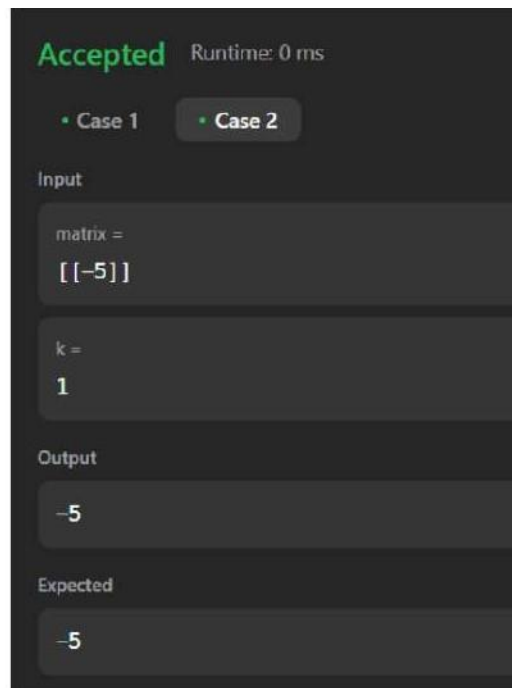 Accepted Runtime: 0 ms
• Case 1 • Case 2
Input
matrix =
[[-5]]
k =
1
Output
-5
Expected
-5